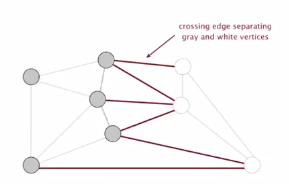 crossing edge separating
gray and white vertices